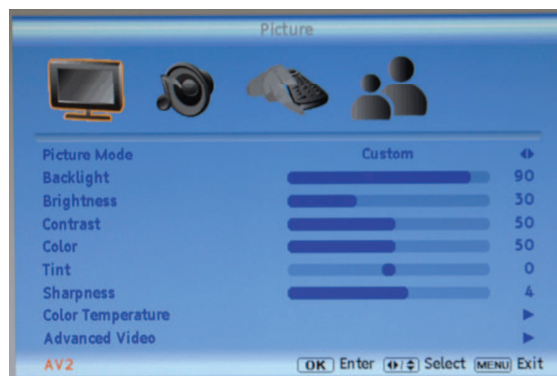 Picture
Picture Mode Custom
Backlight 90
Brightness 30
Contrast 50
Color 50
Tint 0
Sharpness 4
Color Temperature
Advanced Video
AV2 OK Enter Select MENU Exit